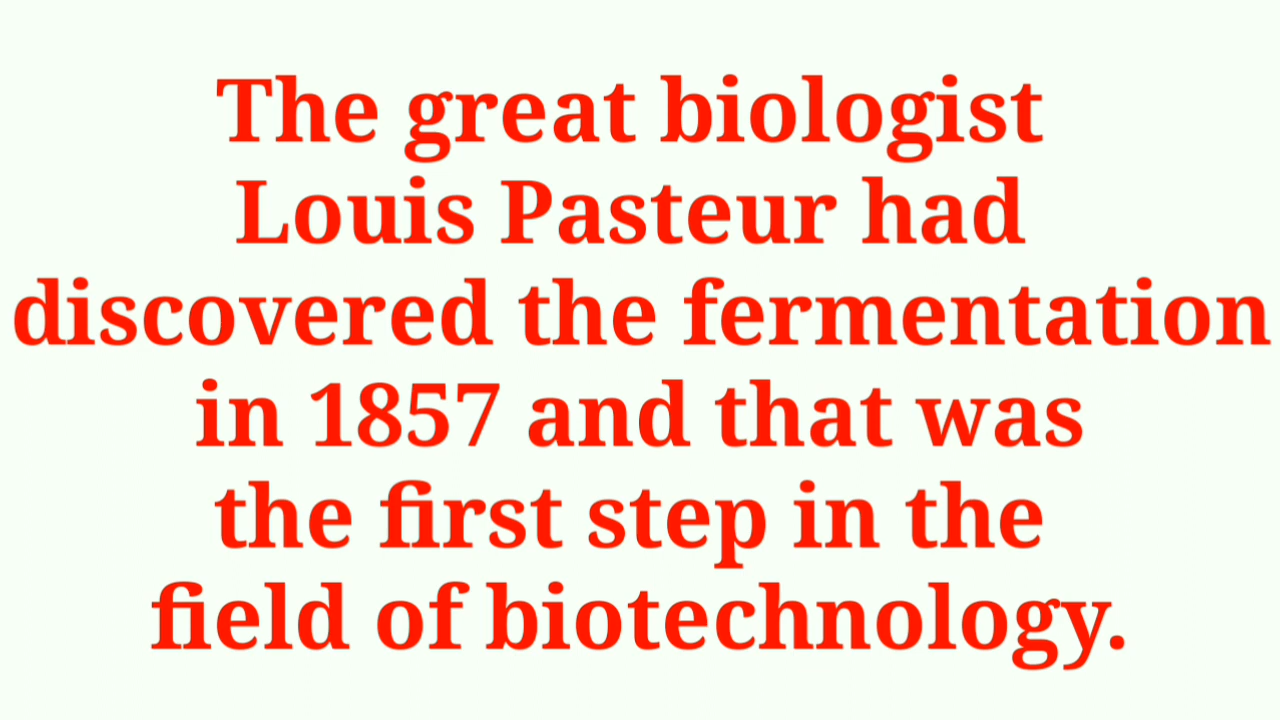 The great biologist
Louis Pasteur had
discovered the fermentation
in 1857 and that was
the first step in the
field of biotechnology.